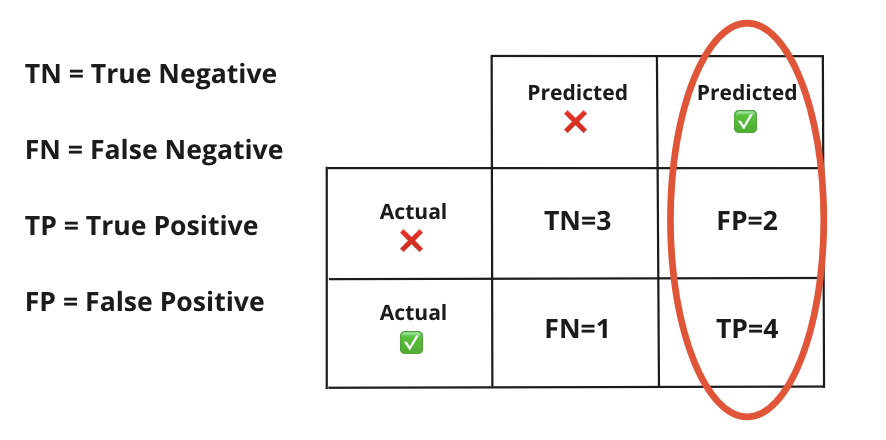 TN = True Negative
FN = False Negative
TP = True Positive
FP = False Positive
Predicted
❌
Predicted
✅
Actual
❌
TN=3
FP=2
Actual
✅
FN=1
TP=4